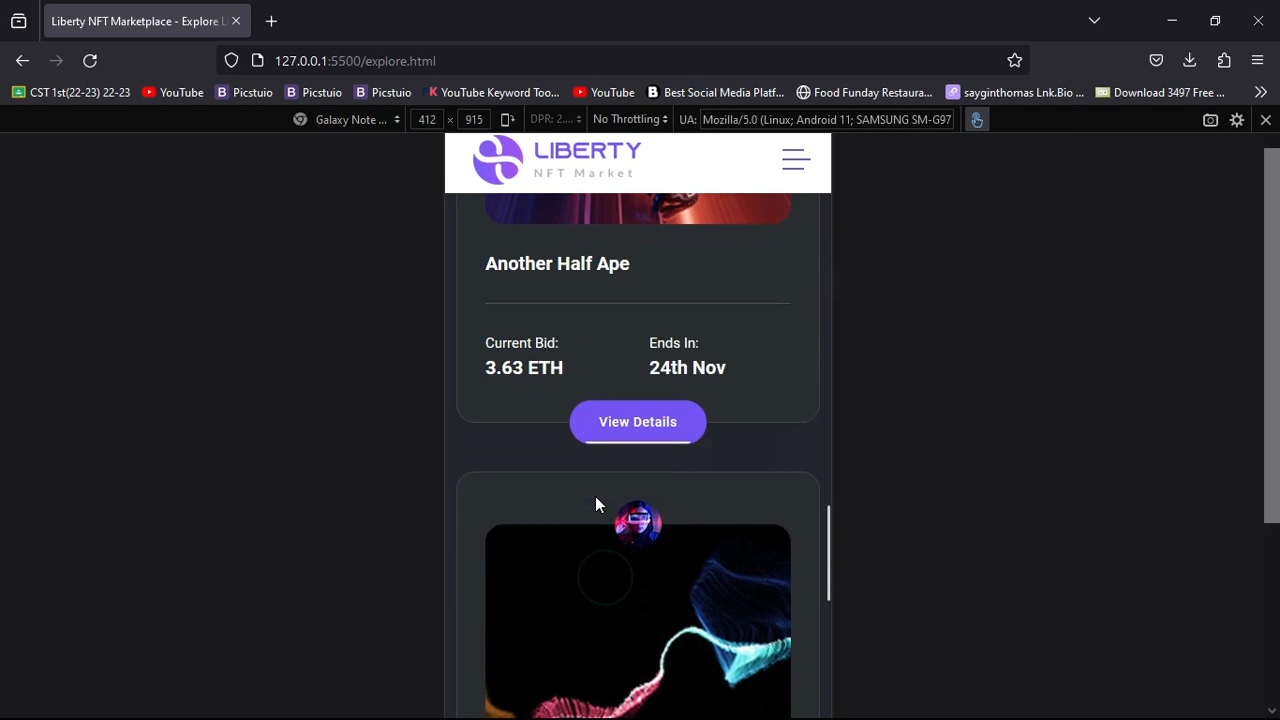 Liberty NFT Marketplace - Explore L
127.0.0.1:5500/explore.html
CST 1st(22-23) 22-23
YouTube
Picstuio
Picstuio
Picstuio
YouTube Keyword Too...
YouTube
Best Social Media Platf...
Food Funday Restaura...
sayginthomas Lnk.Bio ...
Download 3497 Free ...
Galaxy Note ...
412 × 915
DPR: 2....
No Throttling
UA: Mozilla/5.0 (Linux; Android 11; SAMSUNG SM-G97
LIBERTY
NFT Market
Another Half Ape
Current Bid: Ends In:
3.63 ETH 24th Nov
View Details